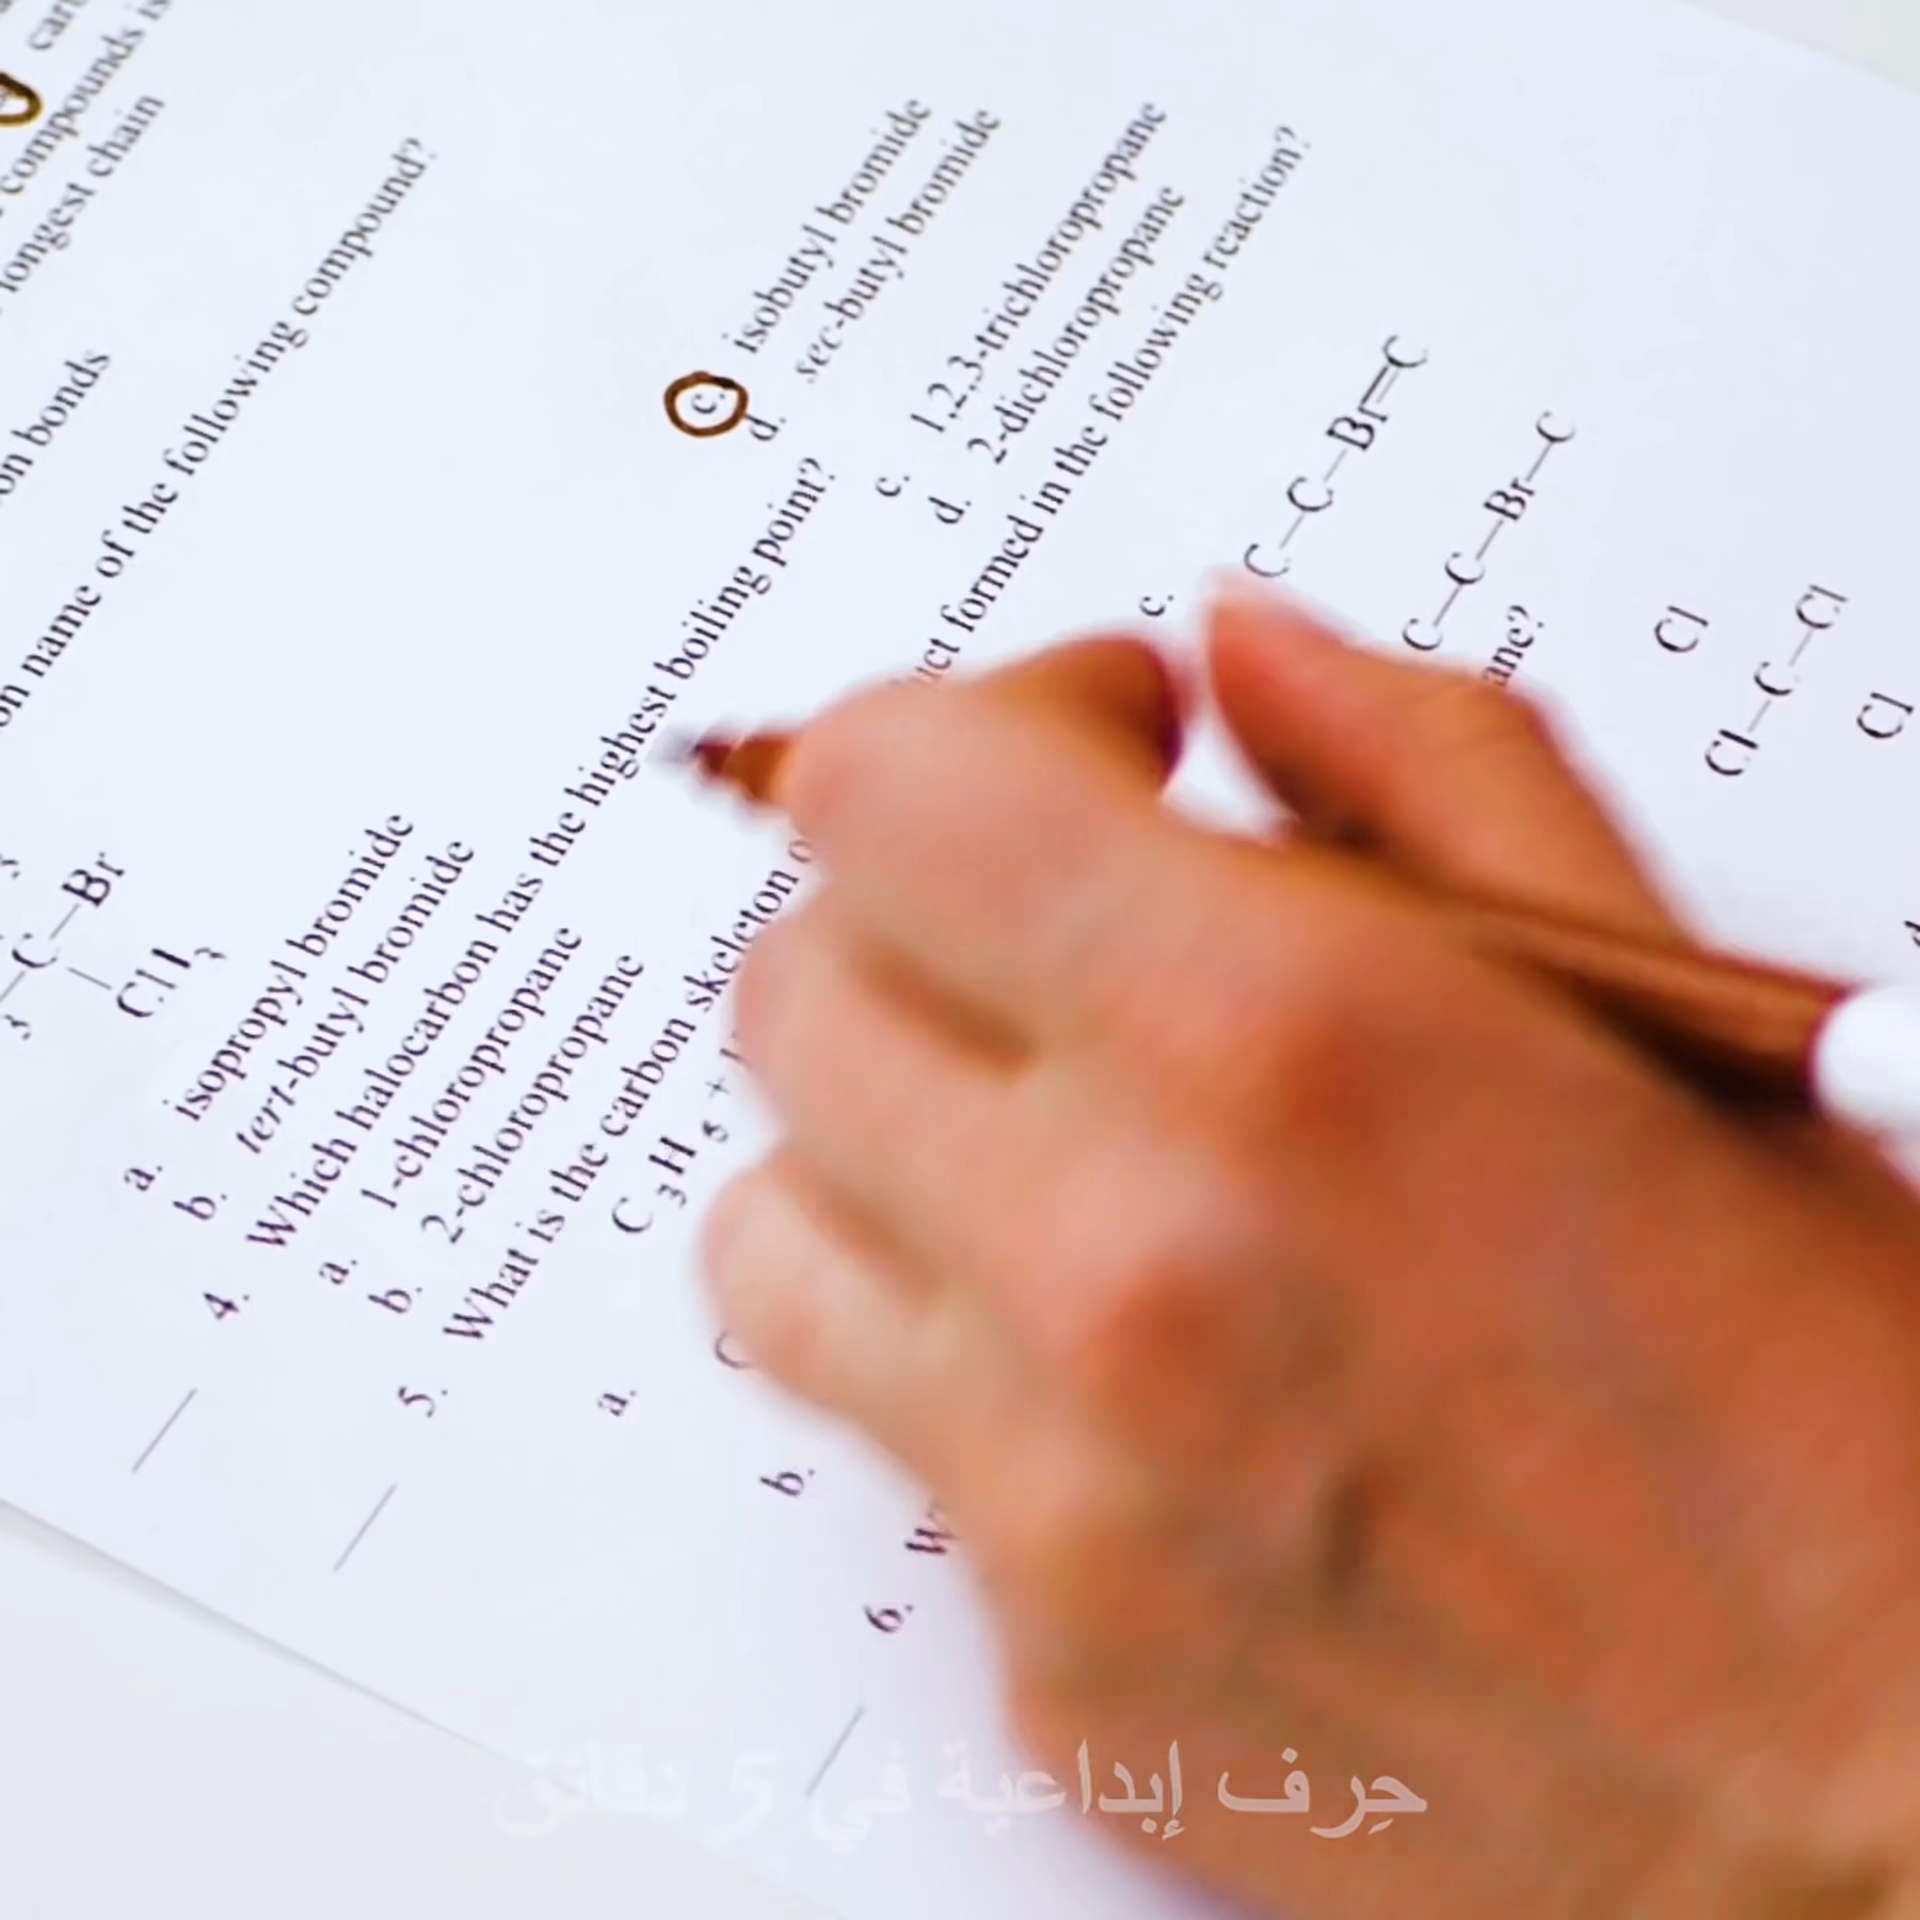 compounds is
longest chain
on bonds
on name of the following compound?
C—Br
a. isopropyl bromide
b. tert-butyl bromide
c. isobutyl bromide
d. sec-butyl bromide
4. Which halocarbon has the highest boiling point?
a. 1-chloropropane
b. 2-chloropropane
c. 1,2,3-trichloropropane
d. 2-dichloropropane
5. What is the carbon skeleton o uct formed in the following reaction?
C3H +
a. C
b.
c. C—C—Br=C
C—C—Br—C
6. W ane?
Cl
Cl—C—Cl
Cl
حِرف إبداعية في 5 دقائق